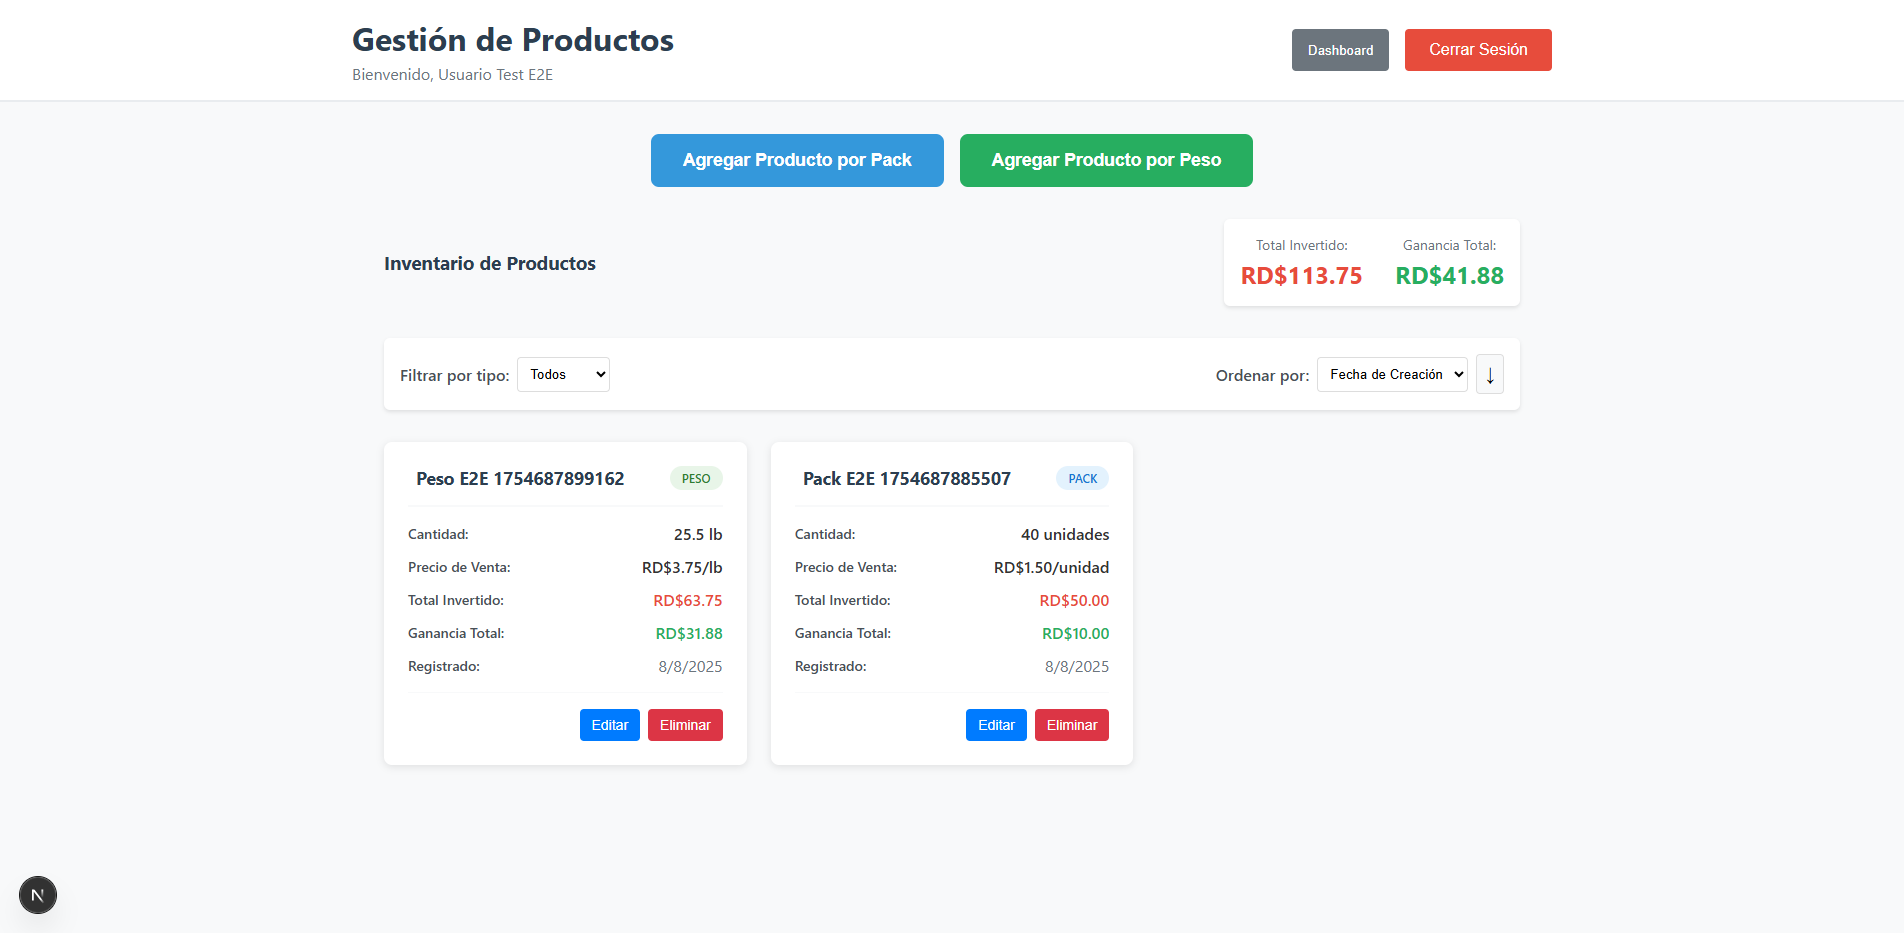 Gestión de Productos
Bienvenido, Usuario Test E2E
Dashboard
Cerrar Sesión
Agregar Producto por Pack
Agregar Producto por Peso
Inventario de Productos
Total Invertido:
RD$113.75
Ganancia Total:
RD$41.88
Filtrar por tipo:
Todos
Ordenar por:
Fecha de Creación
↓
Peso E2E 1754687899162
PESO
Cantidad:
25.5 lb
Precio de Venta:
RD$3.75/lb
Total Invertido:
RD$63.75
Ganancia Total:
RD$31.88
Registrado:
8/8/2025
Editar
Eliminar
Pack E2E 1754687885507
PACK
Cantidad:
40 unidades
Precio de Venta:
RD$1.50/unidad
Total Invertido:
RD$50.00
Ganancia Total:
RD$10.00
Registrado:
8/8/2025
Editar
Eliminar
N